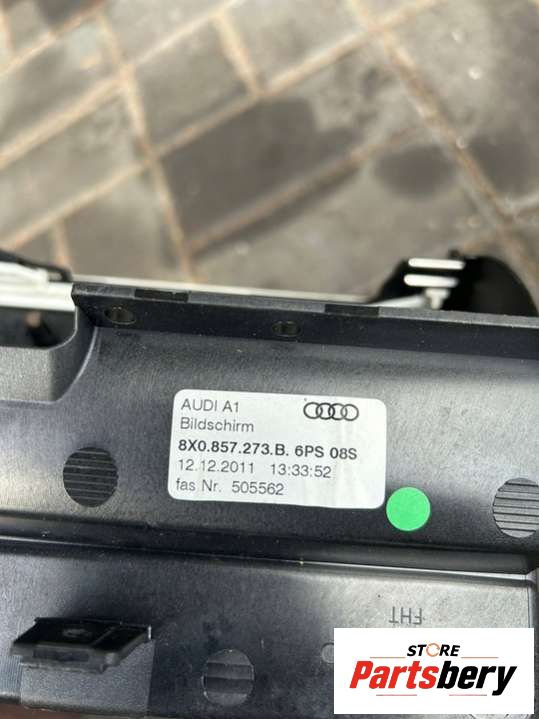 AUDI A1
Bildschirm
8X0.857.273.B. 6PS 08S
12.12.2011 13:33:52
fas Nr. 505562
FHT
STORE
Partsbery